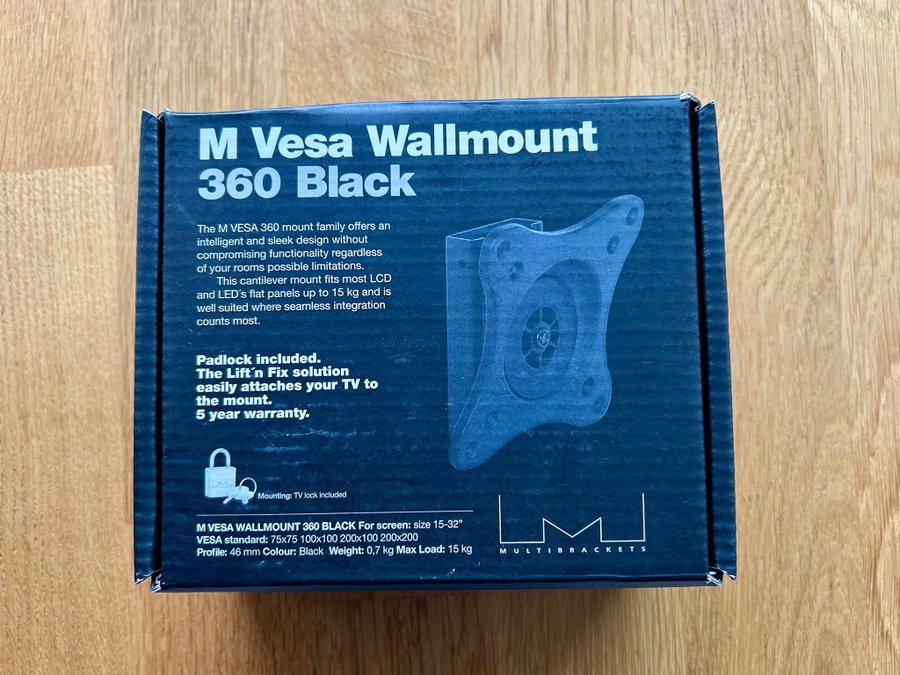 M Vesa Wallmount
360 Black
The M VESA 360 mount family offers an
intelligent and sleek design without
compromising functionality regardless
of your rooms possible limitations.
This cantilever mount fits most LCD
and LED´s flat panels up to 15 kg and is
well suited where seamless integration
counts most.
Padlock included.
The Lift´n Fix solution
easily attaches your TV to
the mount.
5 year warranty.
Mounting: TV lock included
M VESA WALLMOUNT 360 BLACK For screen: size 15-32”
VESA standard: 75x75 100x100 200x100 200x200
Profile: 46 mm Colour: Black Weight: 0,7 kg Max Load: 15 kg
MULTIBRACKETS